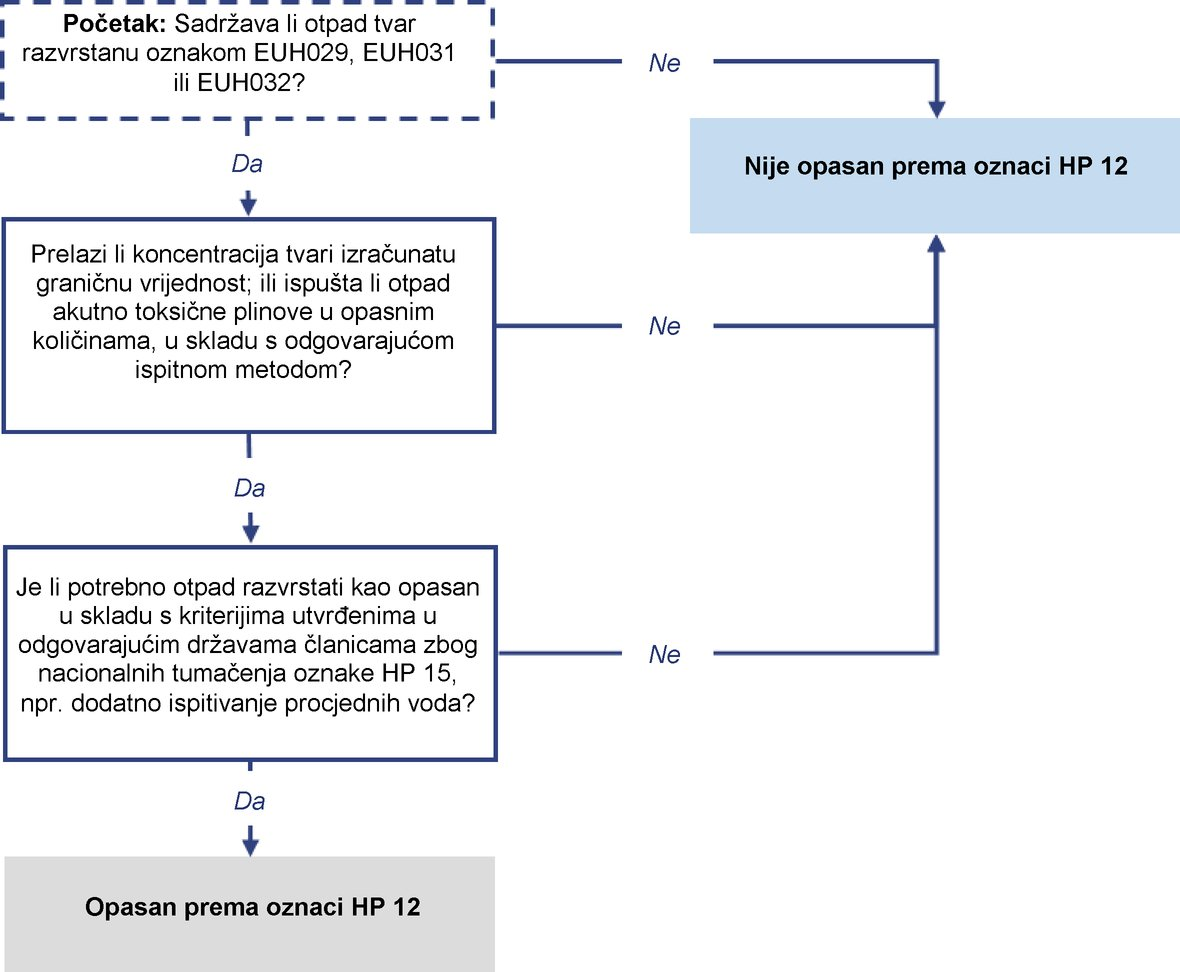 Početak: Sadržava li otpad tvar
razvrstanu oznakom EUH029, EUH031
ili EUH032?
Ne
Da
Nije opasan prema oznaci HP 12
Prelazi li koncentracija tvari izračunatu
graničnu vrijednost; ili ispušta li otpad
akutno toksične plinove u opasnim
količinama, u skladu s odgovarajućom
ispitnom metodom?
Ne
Da
Je li potrebno otpad razvrstati kao opasan
u skladu s kriterijima utvrđenima u
odgovarajućim državama članicama zbog
nacionalnih tumačenja oznake HP 15,
npr. dodatno ispitivanje procjednih voda?
Ne
Da
Opasan prema oznaci HP 12